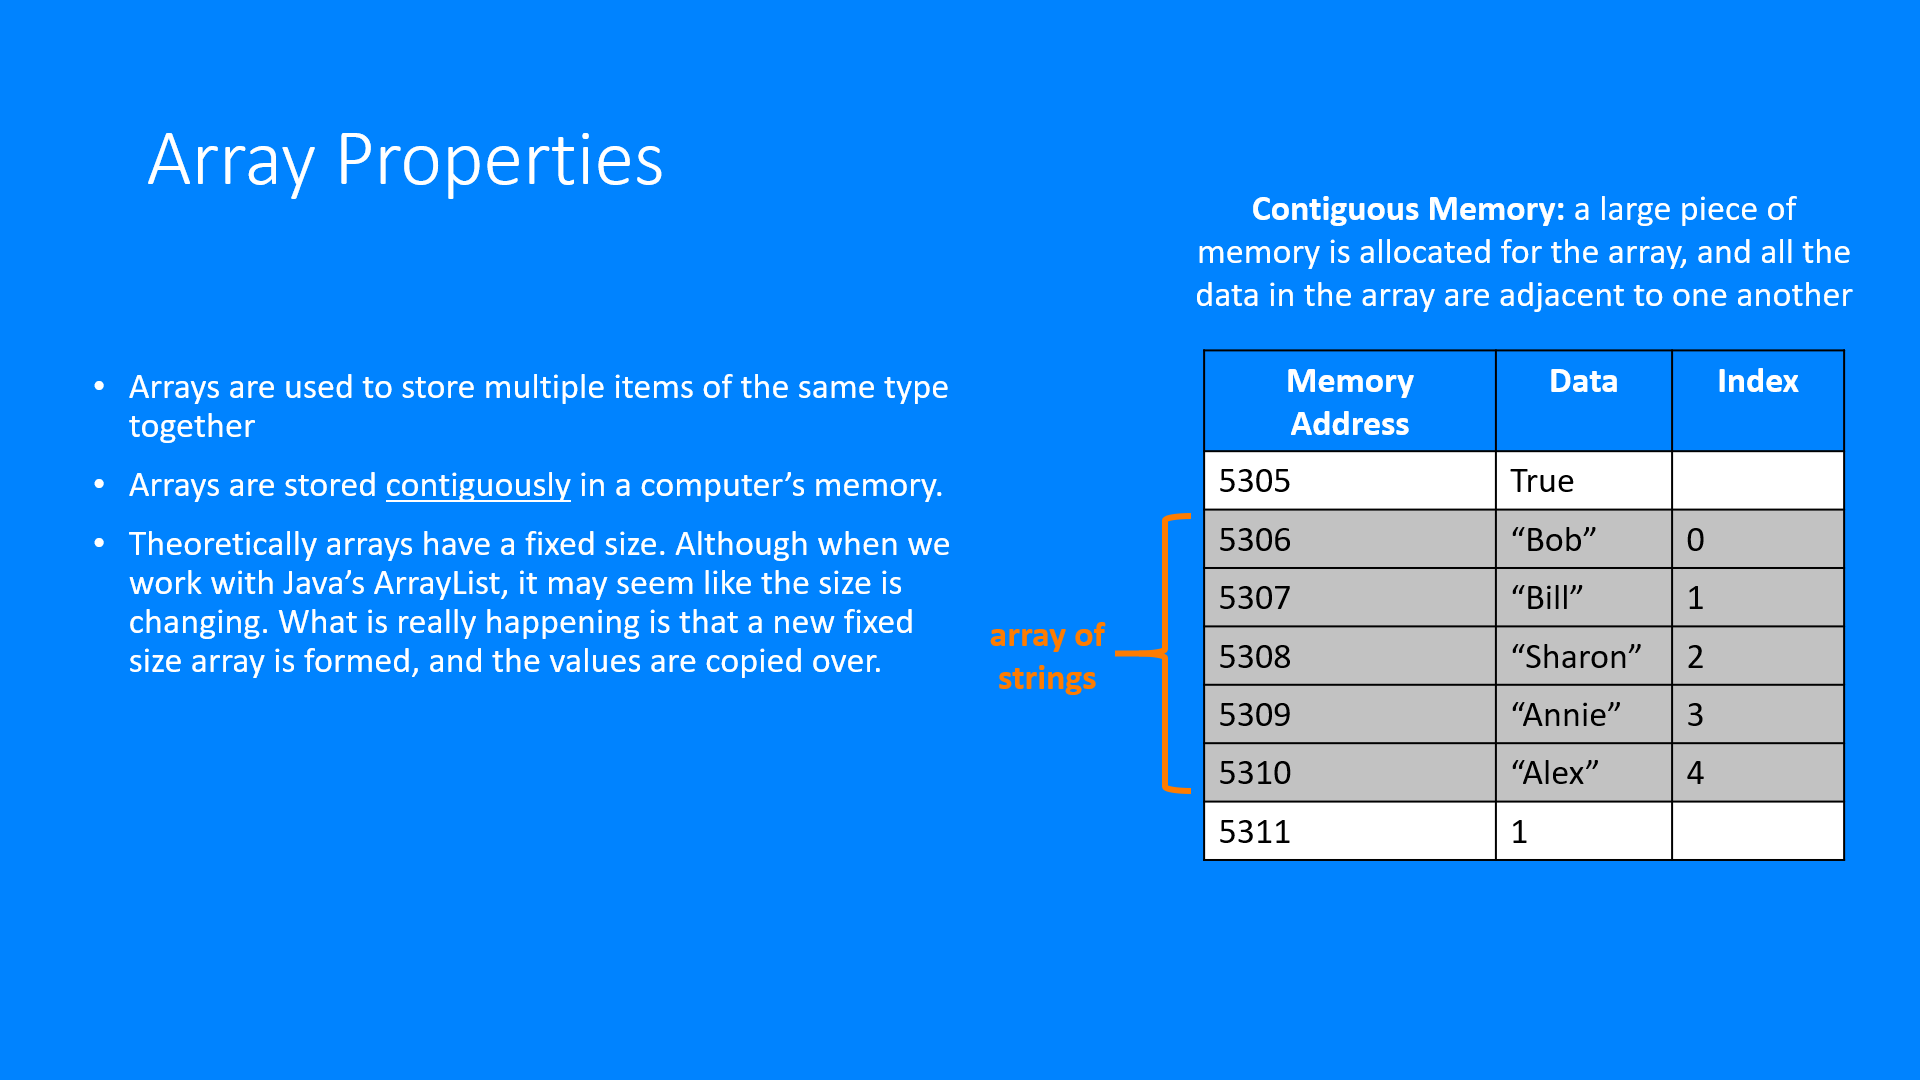 Array Properties
• Arrays are used to store multiple items of the same type
together
• Arrays are stored contiguously in a computer’s memory.
• Theoretically arrays have a fixed size. Although when we
work with Java’s ArrayList, it may seem like the size is
changing. What is really happening is that a new fixed
size array is formed, and the values are copied over.
Contiguous Memory: a large piece of
memory is allocated for the array, and all the
data in the array are adjacent to one another
array of
strings
Memory Address Data Index
5305 True
5306 “Bob” 0
5307 “Bill” 1
5308 “Sharon” 2
5309 “Annie” 3
5310 “Alex” 4
5311 1